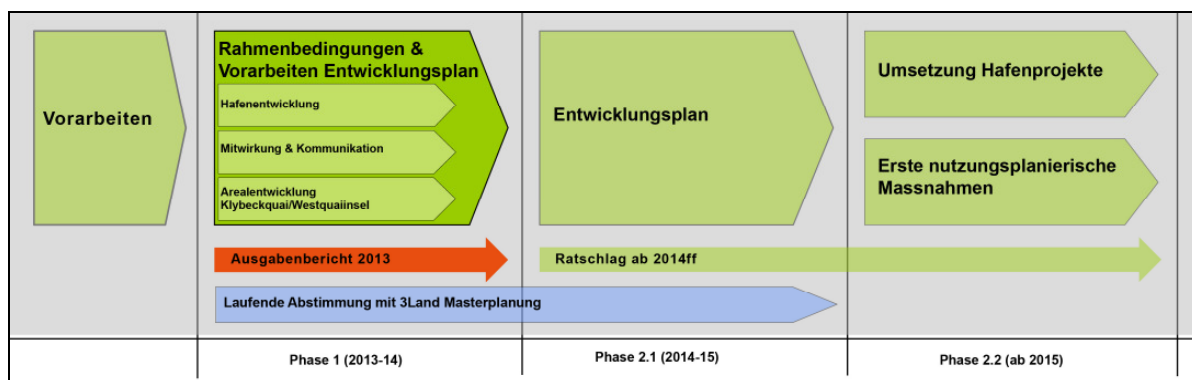 Vorarbeiten
Rahmenbedingungen &
Vorarbeiten Entwicklungsplan
Hafenentwicklung
Mitwirkung & Kommunikation
Arealentwicklung
Klybeckquai/Westquaiinsel
Entwicklungsplan
Umsetzung Hafenprojekte
Erste nutzungsplanierische
Massnahmen
Ausgabenbericht 2013
Ratschlag ab 2014ff
Laufende Abstimmung mit 3Land Masterplanung
Phase 1 (2013-14)
Phase 2.1 (2014-15)
Phase 2.2 (ab 2015)